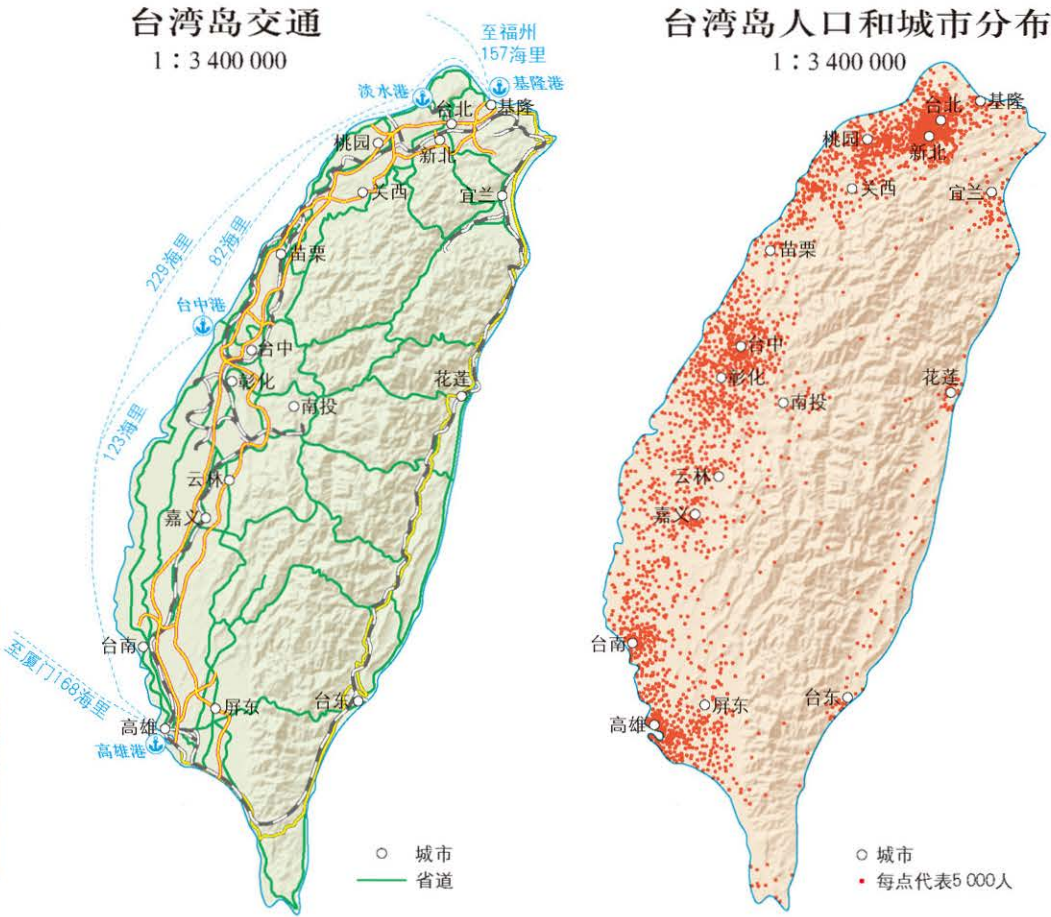 台湾岛交通
1：3 400 000
至福州
157海里
淡水港
基隆港
台北
基隆
桃园
新北
关西
宜兰
229海里
82海里
苗栗
台中港
台中
彰化
花莲
南投
123海里
云林
嘉义
台南
至厦门168海里
屏东
台东
高雄
高雄港
城市
省道
台湾岛人口和城市分布
1：3 400 000
台北
基隆
桃园
新北
关西
宜兰
苗栗
台中
彰化
花莲
南投
云林
嘉义
台南
屏东
台东
高雄
城市
每点代表5 000人